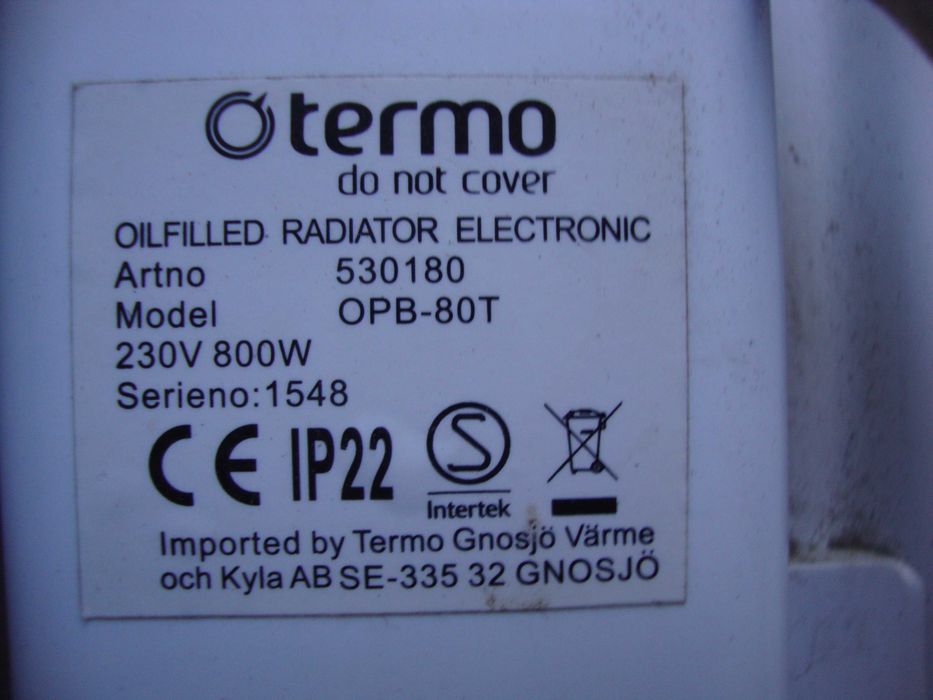 termo
do not cover
OILFILLED RADIATOR ELECTRONIC
Artno 530180
Model OPB-80T
230V 800W
Serieno:1548
CE IP22 S
Intertek
Imported by Termo Gnosjö Värme
och Kyla AB SE-335 32 GNOSJÖ